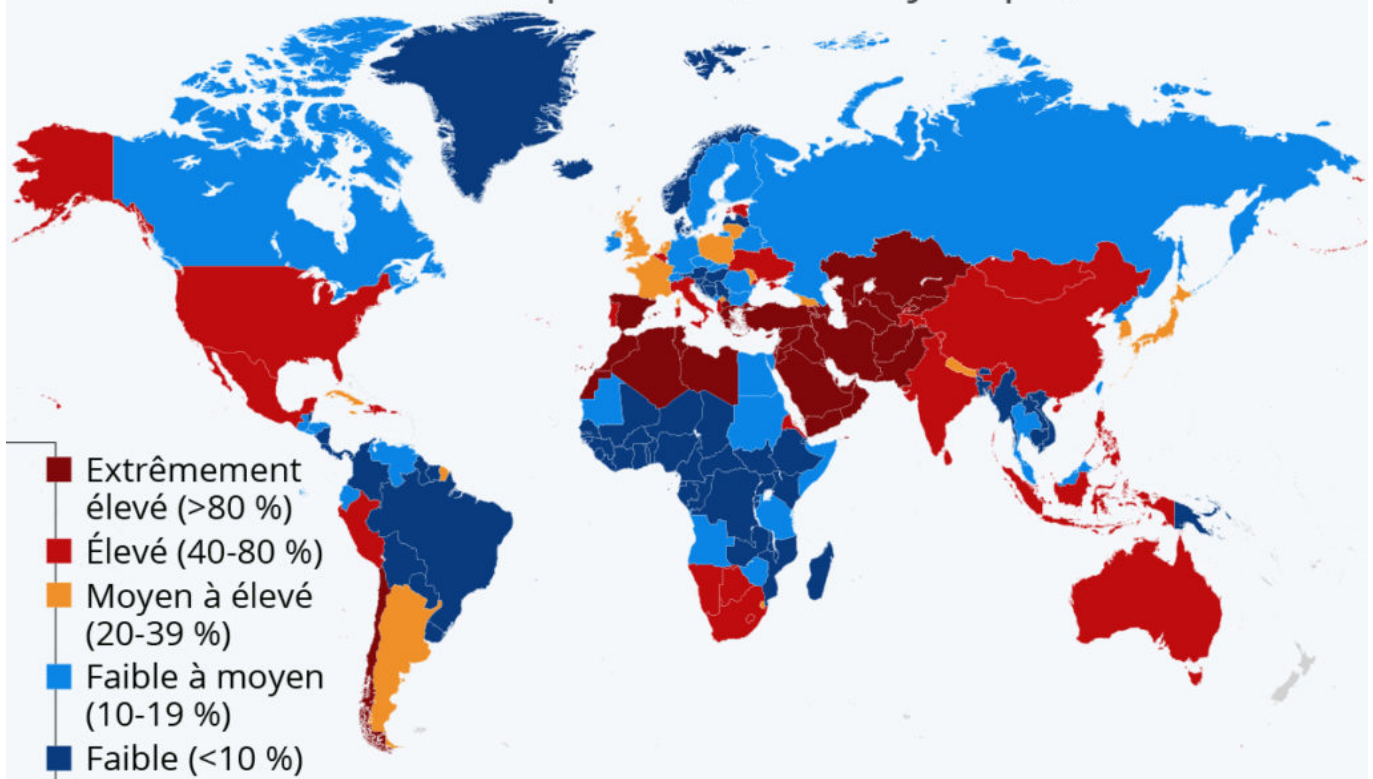 Extrêmement
élevé (>80 %)
Élevé (40-80 %)
Moyen à élevé
(20-39 %)
Faible à moyen
(10-19 %)
Faible (<10 %)